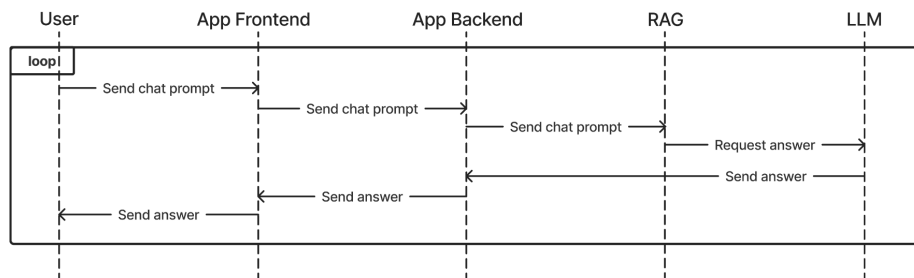 User
App Frontend
App Backend
RAG
LLM
loop
Send chat prompt
Send chat prompt
Send chat prompt
Request answer
Send answer
Send answer
Send answer